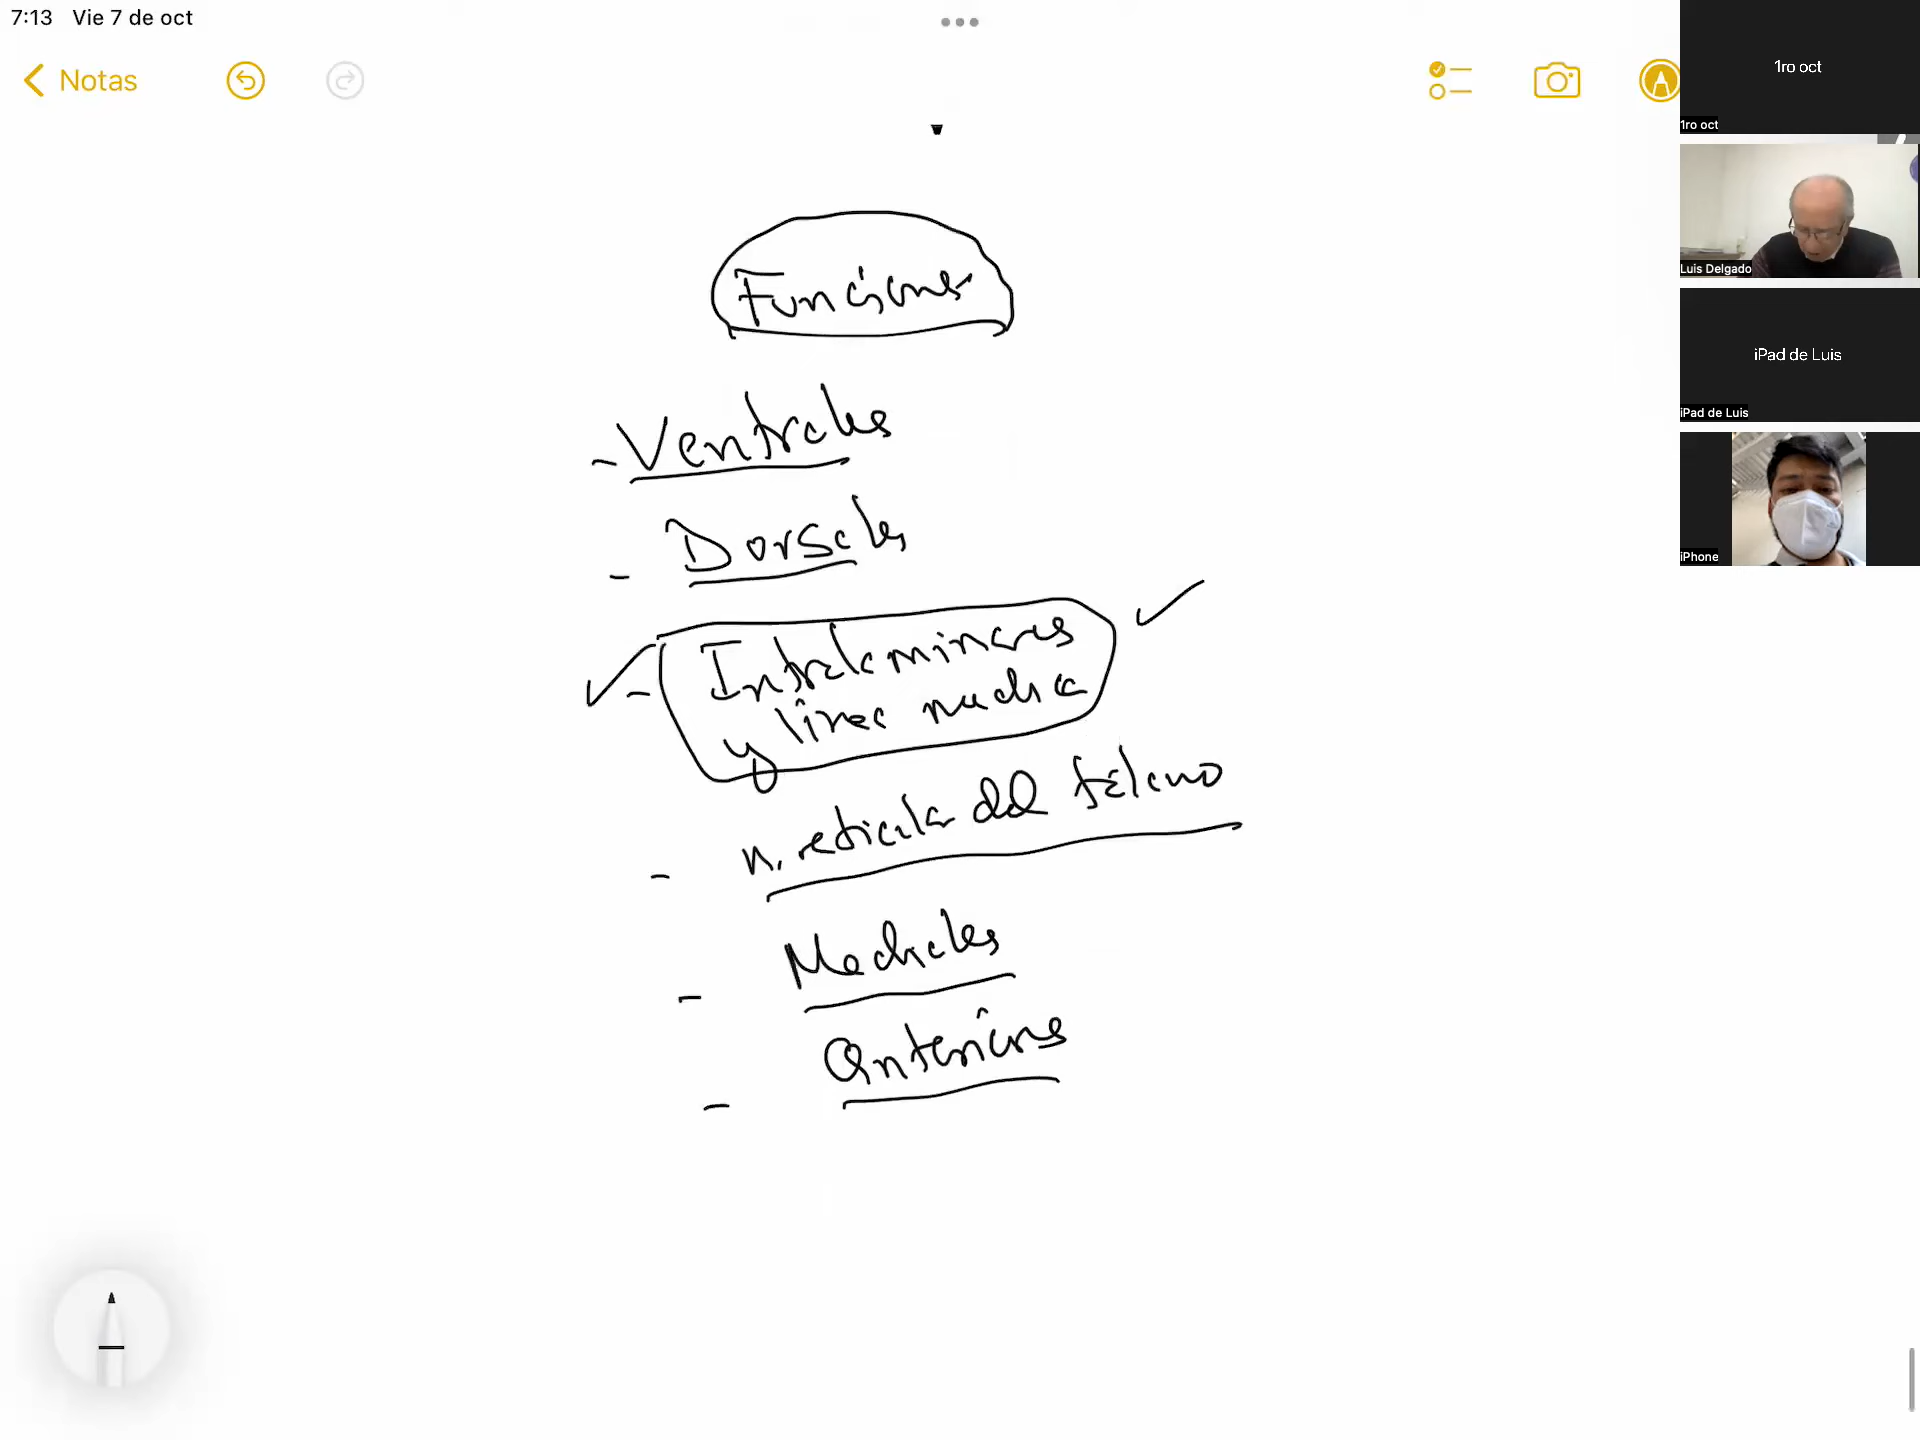 7:13 Vie 7 de oct
Notas
1ro oct
1ro oct
Luis Delgado
iPad de Luis
iPad de Luis
iPhone
Funciones
- Ventrales
- Dorsales
- Intralaminares
y línea media
- n. reticular del tálamo
- Mediales
- Anteriores